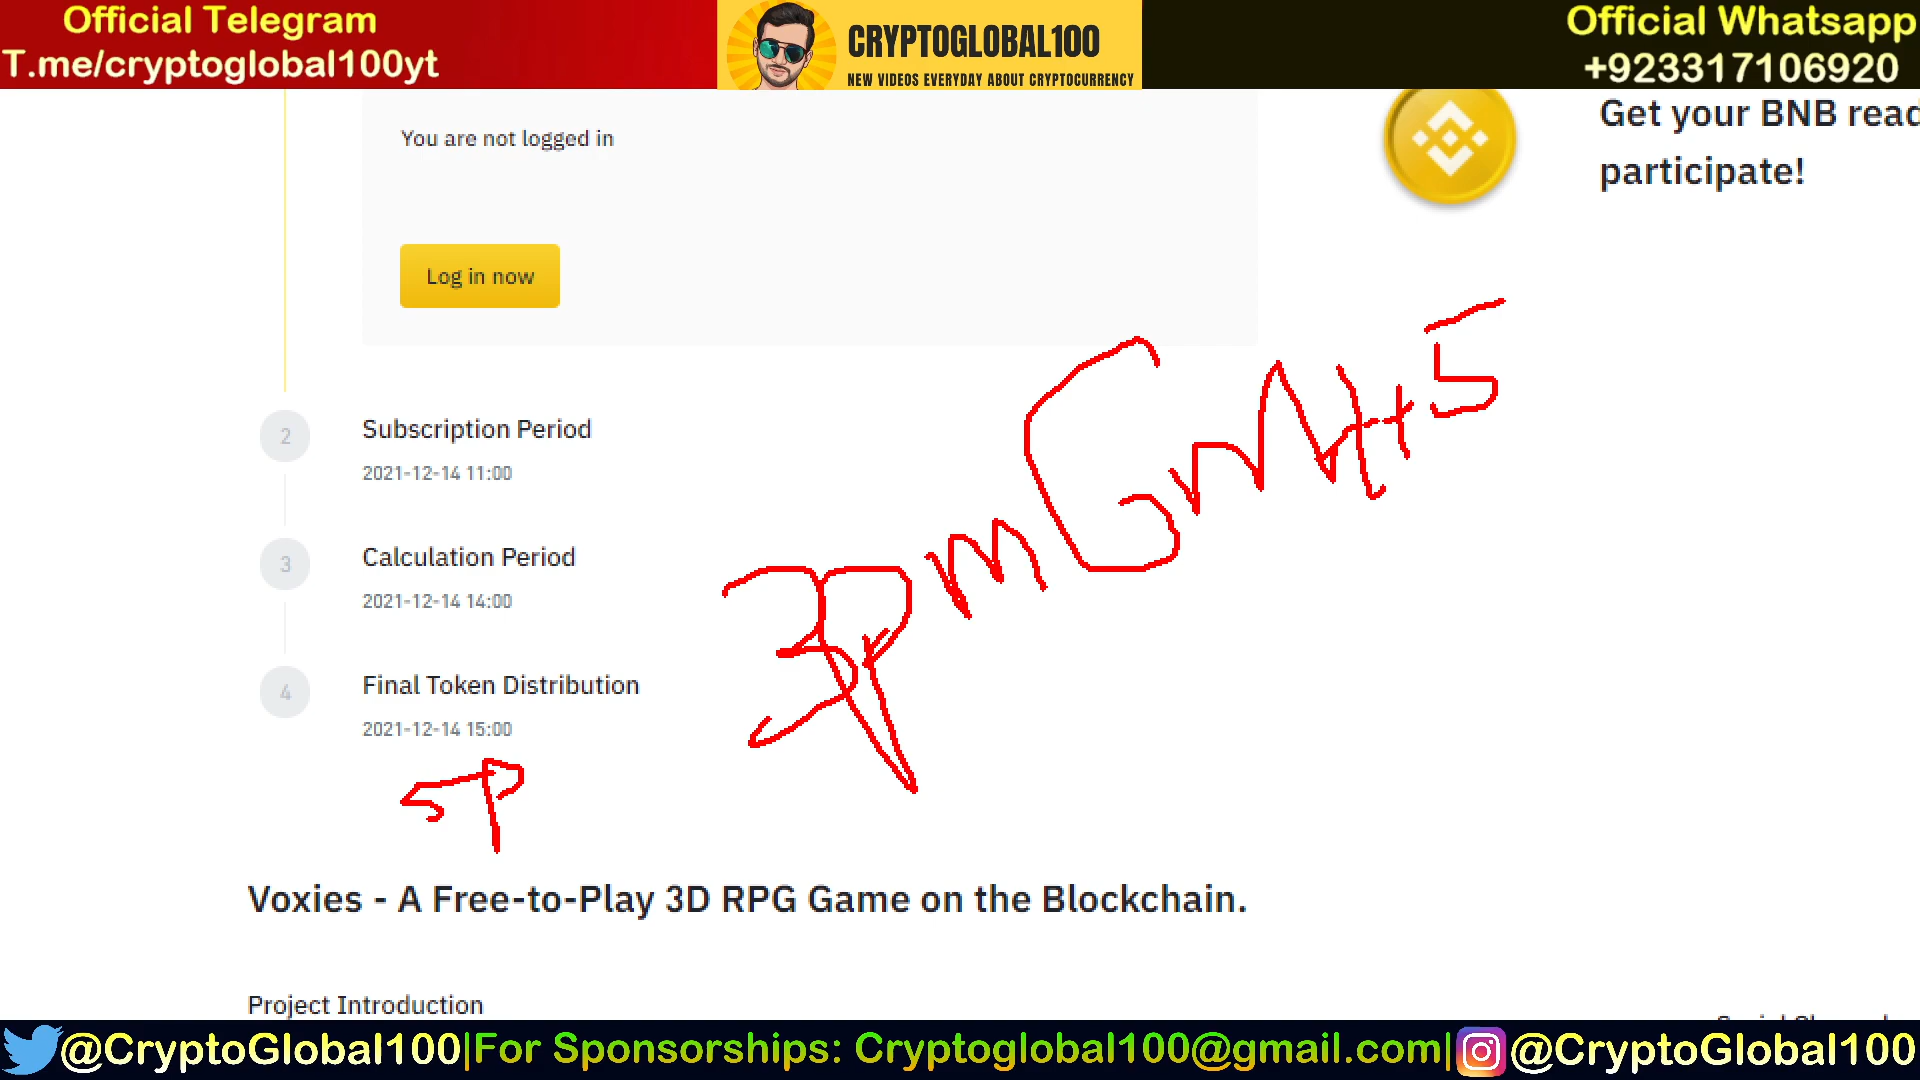 Official Telegram
T.me/cryptoglobal100yt
CRYPTOGLOBAL100
NEW VIDEOS EVERYDAY ABOUT CRYPTOCURRENCY
Official Whatsapp
+923317106920
You are not logged in
Log in now
Get your BNB read
participate!
2
Subscription Period
2021-12-14 11:00
3
Calculation Period
2021-12-14 14:00
4
Final Token Distribution
2021-12-14 15:00
3pm GMT+5
Voxies - A Free-to-Play 3D RPG Game on the Blockchain.
Project Introduction
@CryptoGlobal100|For Sponsorships: Cryptoglobal100@gmail.com|@CryptoGlobal100